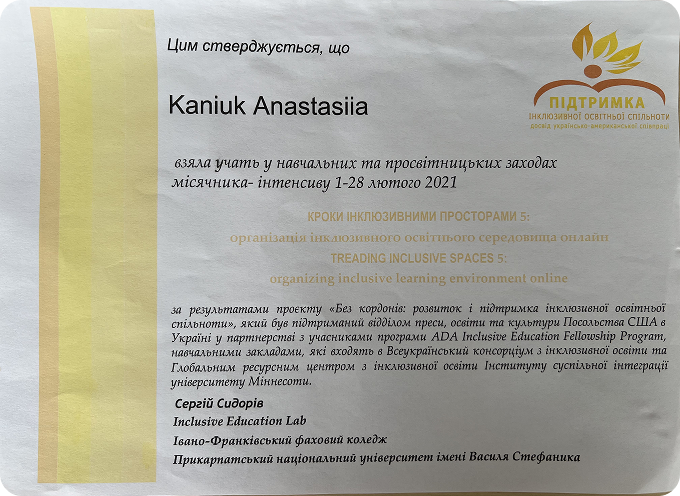 Цим стверджується, що
ПІДТРИМКА
ІНКЛЮЗИВНОЇ ОСВІТНЬОЇ СПІЛЬНОТИ
досвід українсько-американської співпраці
Kaniuk Anastasiia
взяла учать у навчальних та просвітницьких заходах
місячника- інтенсиву 1-28 лютого 2021
КРОКИ ІНКЛЮЗИВНИМИ ПРОСТОРАМИ 5:
організація інклюзивного освітнього середовища онлайн
TREADING INCLUSIVE SPACES 5:
organizing inclusive learning environment online
за результатами проєкту «Без кордонів: розвиток і підтримка інклюзивної освітньої
спільноти», який був підтриманий відділом преси, освіти та культури Посольства США в
Україні у партнерстві з учасниками програми ADA Inclusive Education Fellowship Program,
навчальними закладами, які входять в Всеукраїнський консорціум з інклюзивної освіти та
Глобальним ресурсним центром з інклюзивної освіти Інституту суспільної інтеграції
університету Міннесоти.
Сергій Сидорів
Inclusive Education Lab
Івано-Франківський фаховий коледж
Прикарпатський національний університет імені Василя Стефаника